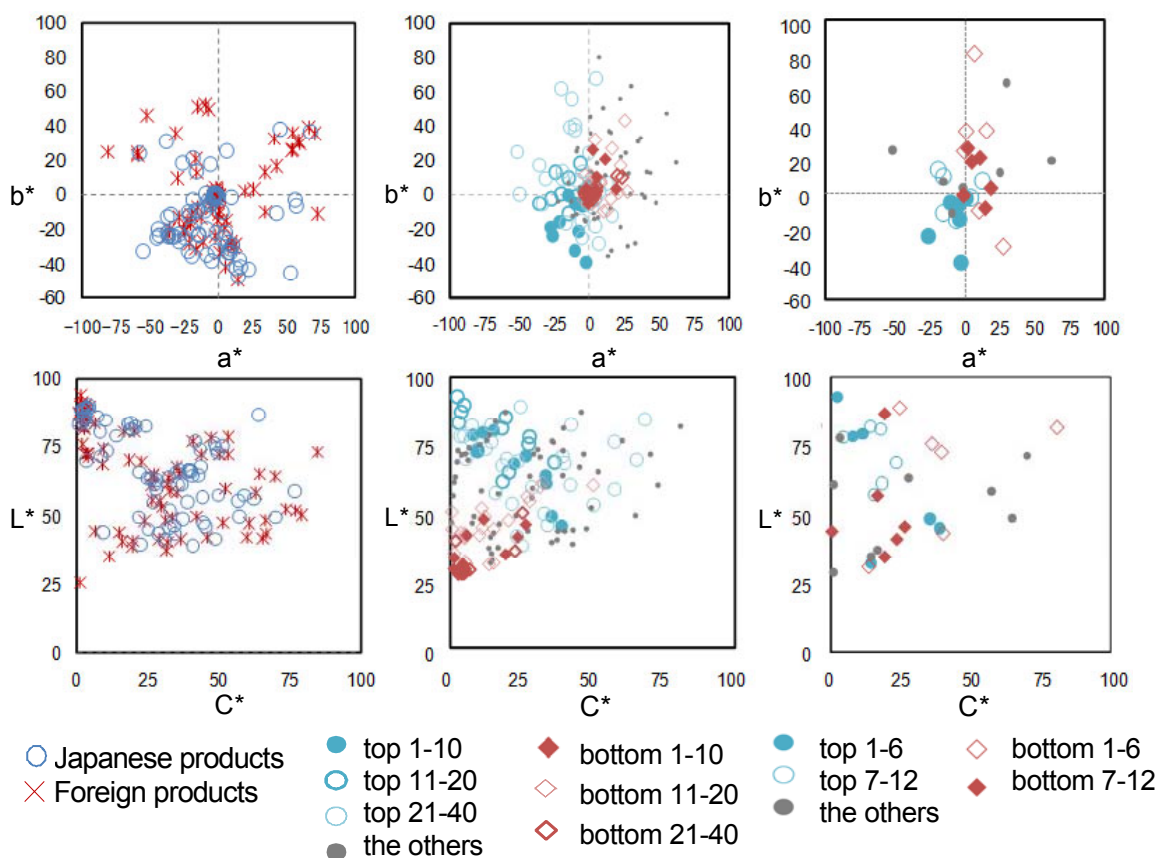 100 80 60 40 20 0 -20 -40 -60
b*
−100−75 −50−25 0 25 50 75 100
a*
100 80 60 40 20 0 -20 -40 -60
b*
-100 -75 -50 -25 0 25 50 75 100
a*
100 80 60 40 20 0 -20 -40 -60
b*
-100 -75 -50 -25 0 25 50 75 100
a*
100 75 50 25 0
L*
0 25 50 75 100
C*
100 75 50 25 0
L*
0 25 50 75 100
C*
100 75 50 25 0
L*
0 25 50 75 100
C*
Japanese products
Foreign products
top 1-10
top 11-20
top 21-40
the others
bottom 1-10
bottom 11-20
bottom 21-40
top 1-6
top 7-12
the others
bottom 1-6
bottom 7-12